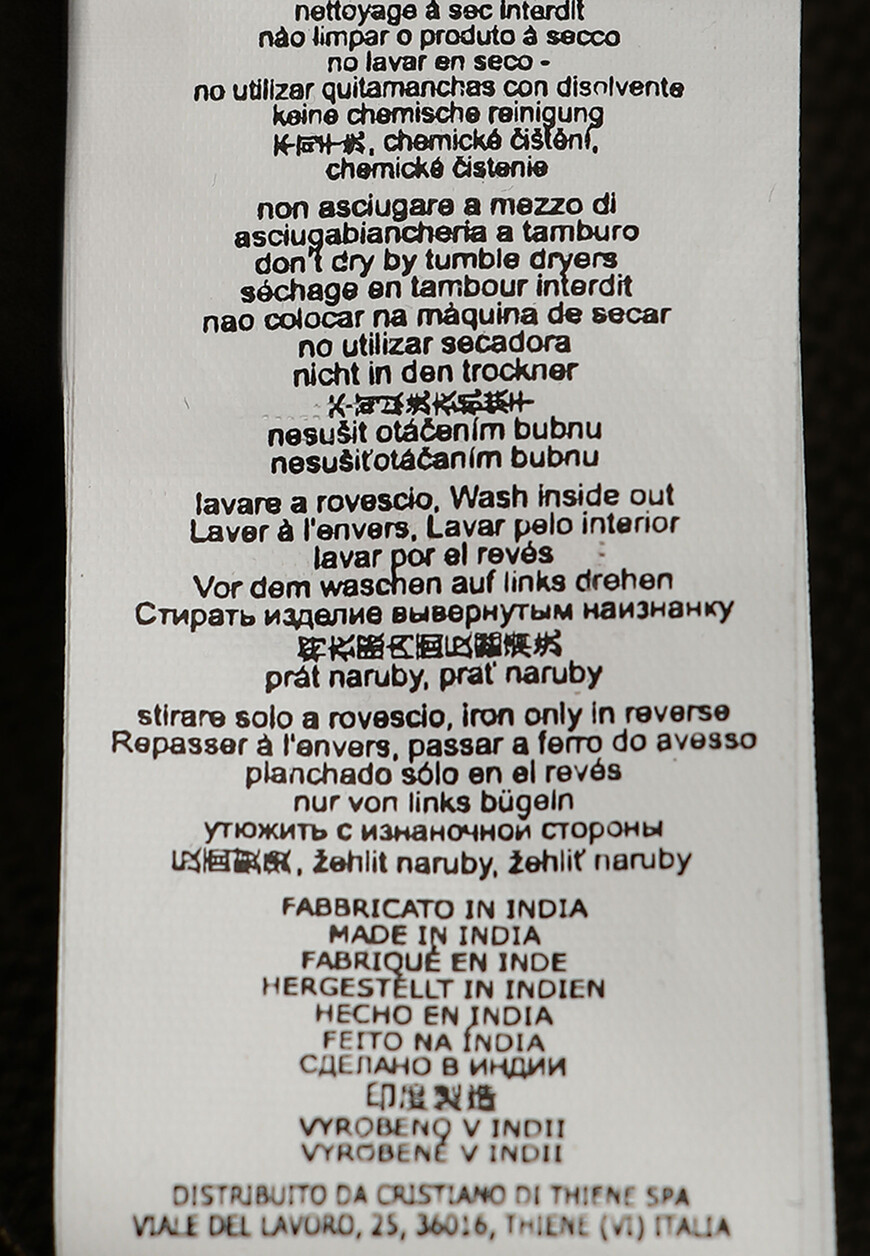 nettoyage à sec interdit
não limpar o produto à secco
no lavar en seco -
no utilizar quitamanchas con disolvente
keine chemische reinigung
, chemické čištění,
chemické čistenie
non asciugare a mezzo di
asciugabiancheria a tamburo
don't dry by tumble dryers
séchage en tambour interdit
nao colocar na máquina de secar
no utilizar secadora
nicht in den trockner
nesušit otáčením bubnu
nesušiťotáčaním bubnu
lavare a rovescio, Wash inside out
Laver à l'envers, Lavar pelo interior
lavar por el revés
Vor dem waschen auf links drehen
Стирать изделие вывернутым наизнанку
prát naruby, prať naruby
stirare solo a rovescio, iron only in reverse
Repasser à l'envers, passar a ferro do avesso
planchado sólo en el revés
nur von links bügeln
утюжить с изнаночной стороны
, žehlit naruby, žehliť naruby
FABBRICATO IN INDIA
MADE IN INDIA
FABRIQUÉ EN INDE
HERGESTELLT IN INDIEN
HECHO EN INDIA
FEITO NA ÍNDIA
СДЕЛАНО В ИНДИИ
印度製造
VYROBENO V INDII
VYROBENÉ V INDII
DISTRIBUITO DA CRISTIANO DI THIENE SPA
VIALE DEL LAVORO, 25, 36016, THIENE (VI) ITALIA